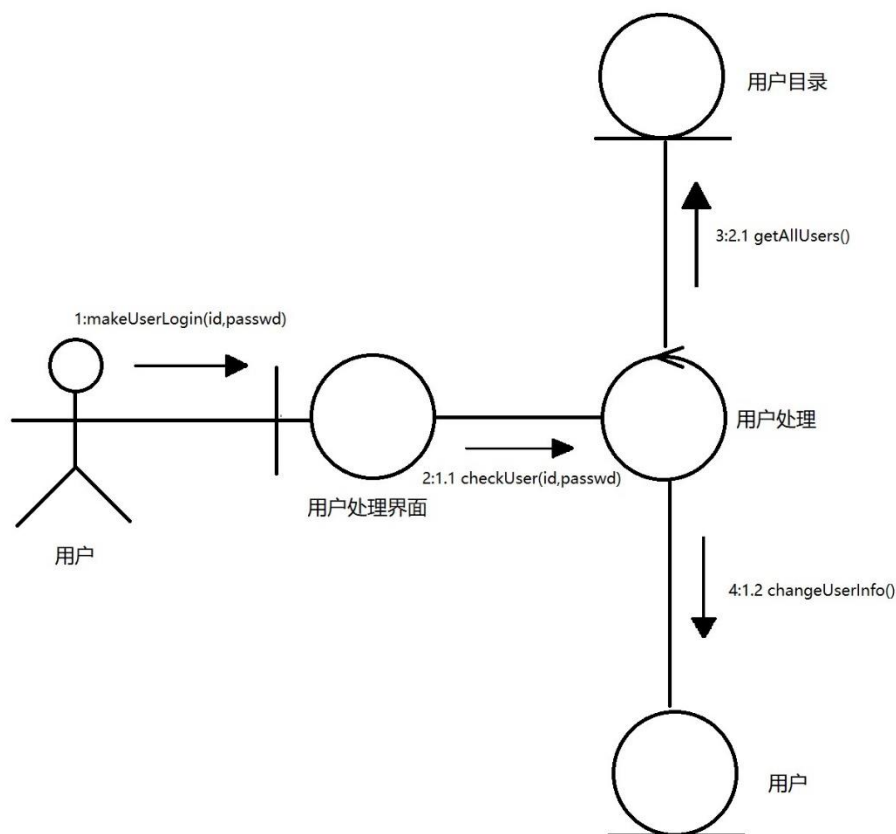 用户目录
3:2.1 getAllUsers()
1:makeUserLogin(id,passwd)
用户处理
2:1.1 checkUser(id,passwd)
用户处理界面
用户
4:1.2 changeUserInfo()
用户